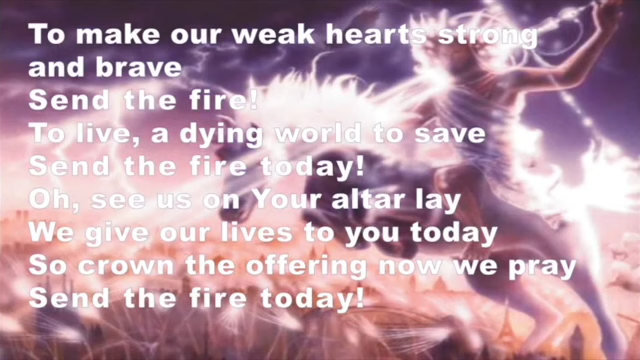 To make our weak hearts strong
and brave
Send the fire!
To live, a dying world to save
Send the fire today!
Oh, see us on Your altar lay
We give our lives to you today
So crown the offering now we pray
Send the fire today!